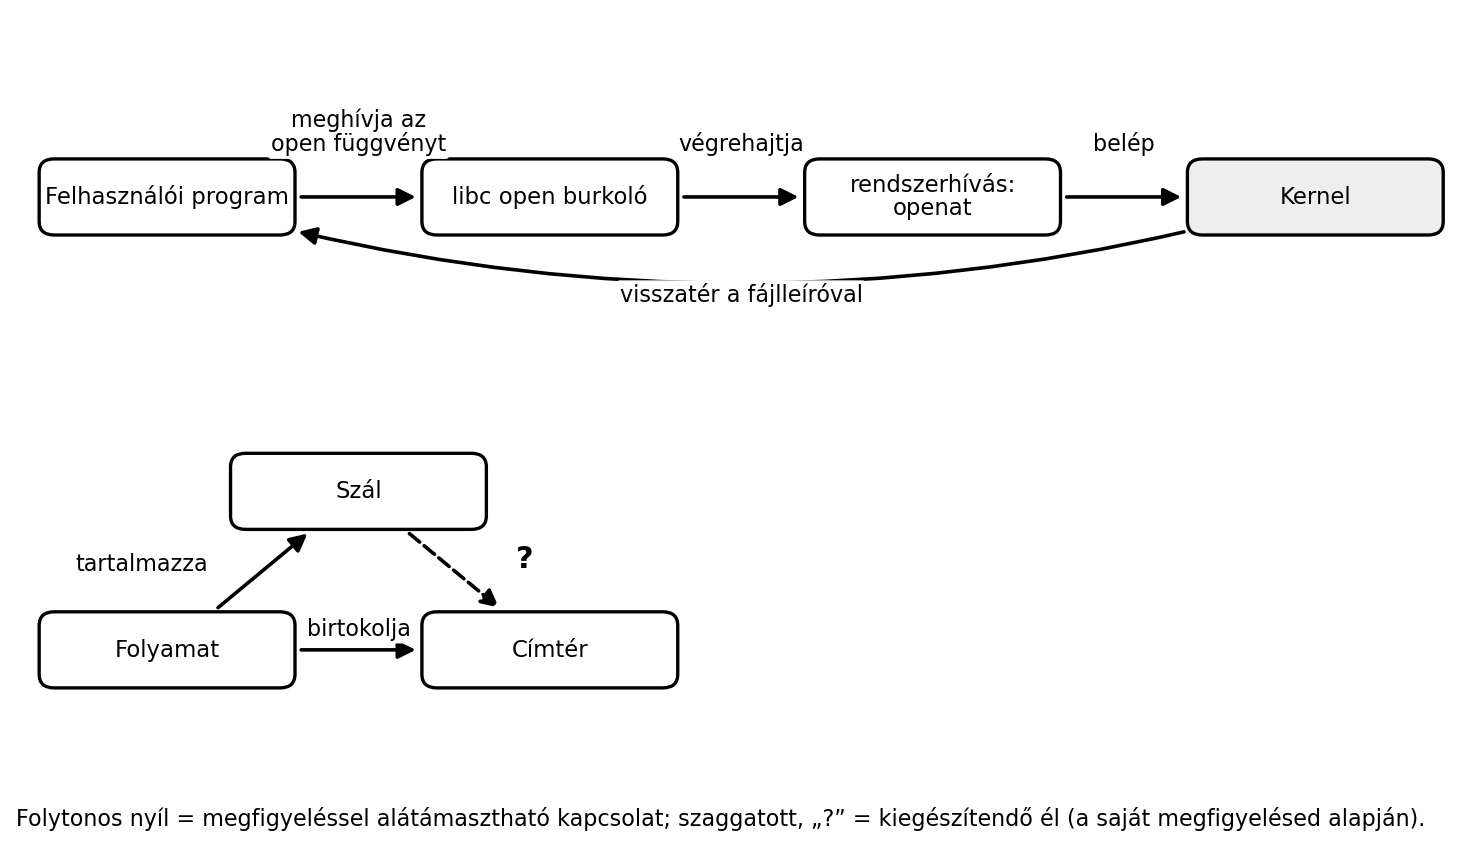 meghívja az
open függvényt
végrehajtja
belép
Felhasználói program
libc open burkoló
rendszerhívás:
openat
Kernel
visszatér a fájlleíróval
Szál
tartalmazza
?
birtokolja
Folyamat
Címtér
Folytonos nyíl = megfigyeléssel alátámasztható kapcsolat; szaggatott, „?” = kiegészítendő él (a saját megfigyelésed alapján).